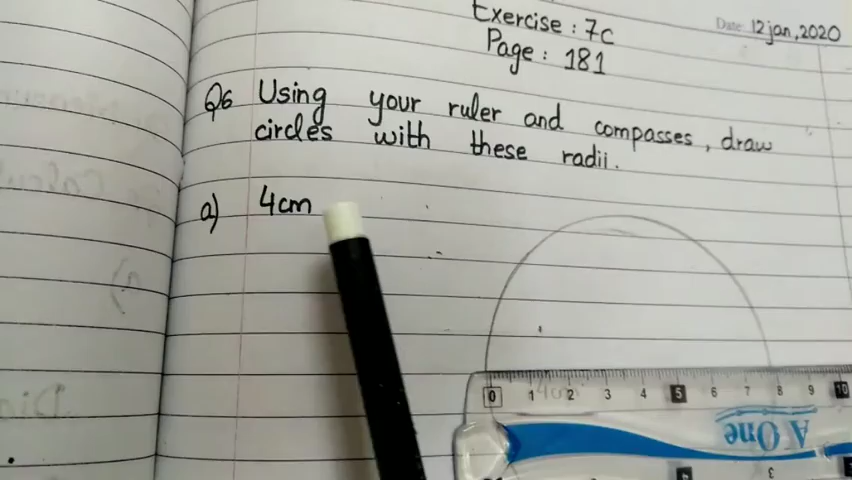 Exercise : 7c
Date: 12 jan, 2020
Page : 181
Q6 Using your ruler and compasses, draw
circles with these radii.
a) 4cm
4cm
0 1 2 3 4 5 6 7 8 9 10
A One